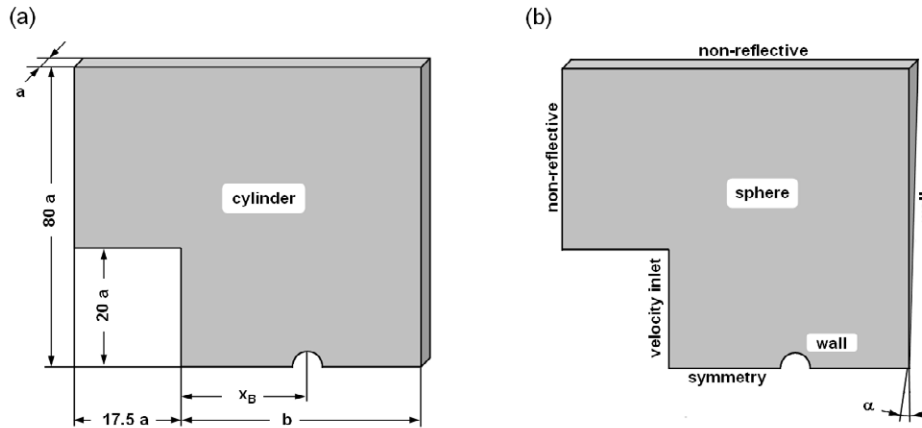 (a)
(b)
non-reflective
a
non-reflective
80 a
cylinder
sphere
20 a
velocity inlet
wall
x_B
symmetry
17.5 a
b
α